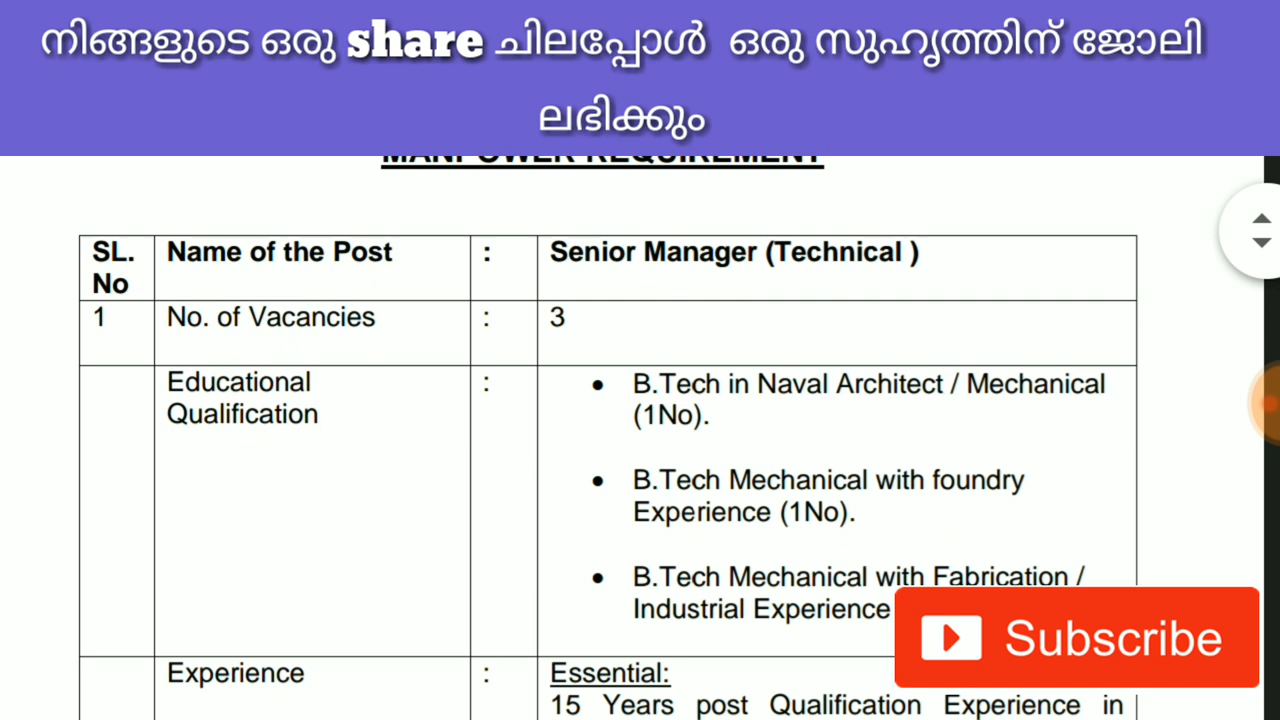 നിങ്ങളുടെ ഒരു share ചിലപ്പോൾ ഒരു സുഹൃത്തിന് ജോലി
ലഭിക്കും
MANPOWER REQUIREMENT
SL. No
Name of the Post
:
Senior Manager (Technical )
1
No. of Vacancies
:
3
Educational
Qualification
:
• B.Tech in Naval Architect / Mechanical
(1No).
• B.Tech Mechanical with foundry
Experience (1No).
• B.Tech Mechanical with Fabrication /
Industrial Experience
Subscribe
Experience
:
Essential:
15 Years post Qualification Experience in